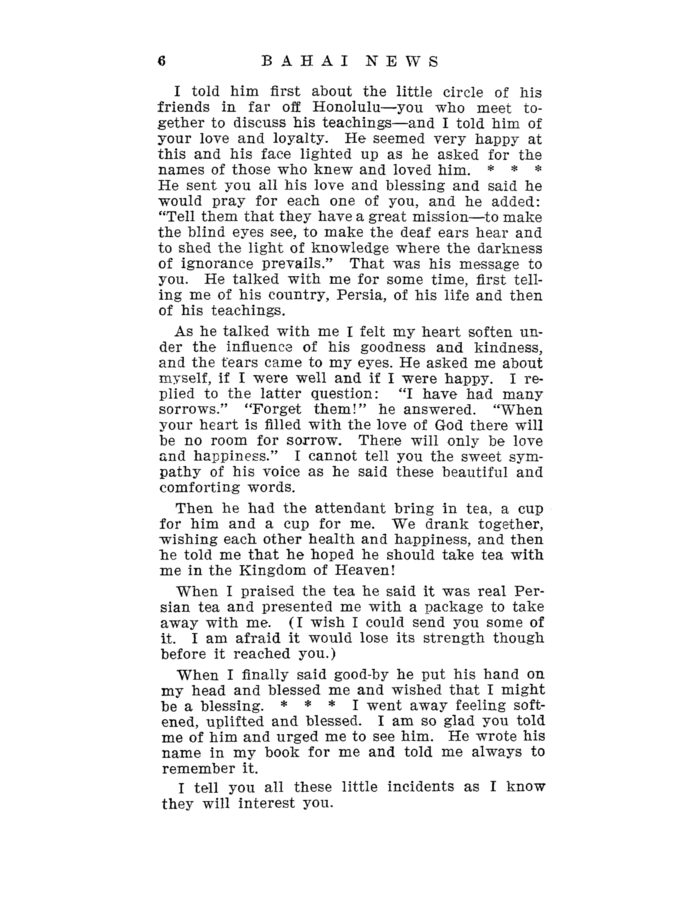 6 BAHAI NEWS
I told him first about the little circle of his
friends in far off Honolulu—you who meet to-
gether to discuss his teachings—and I told him of
your love and loyalty. He seemed very happy at
this and his face lighted up as he asked for the
names of those who knew and loved him. * * *
He sent you all his love and blessing and said he
would pray for each one of you, and he added:
“Tell them that they have a great mission—to make
the blind eyes see, to make the deaf ears hear and
to shed the light of knowledge where the darkness
of ignorance prevails.” That was his message to
you. He talked with me for some time, first tell-
ing me of his country, Persia, of his life and then
of his teachings.
As he talked with me I felt my heart soften un-
der the influence of his goodness and kindness,
and the tears came to my eyes. He asked me about
myself, if I were well and if I were happy. I re-
plied to the latter question: “I have had many
sorrows.” “Forget them!” he answered. “When
your heart is filled with the love of God there will
be no room for sorrow. There will only be love
and happiness.” I cannot tell you the sweet sym-
pathy of his voice as he said these beautiful and
comforting words.
Then he had the attendant bring in tea, a cup
for him and a cup for me. We drank together,
wishing each other health and happiness, and then
he told me that he hoped he should take tea with
me in the Kingdom of Heaven!
When I praised the tea he said it was real Per-
sian tea and presented me with a package to take
away with me. (I wish I could send you some of
it. I am afraid it would lose its strength though
before it reached you.)
When I finally said good-by he put his hand on
my head and blessed me and wished that I might
be a blessing. * * * I went away feeling soft-
ened, uplifted and blessed. I am so glad you told
me of him and urged me to see him. He wrote his
name in my book for me and told me always to
remember it.
I tell you all these little incidents as I know
they will interest you.